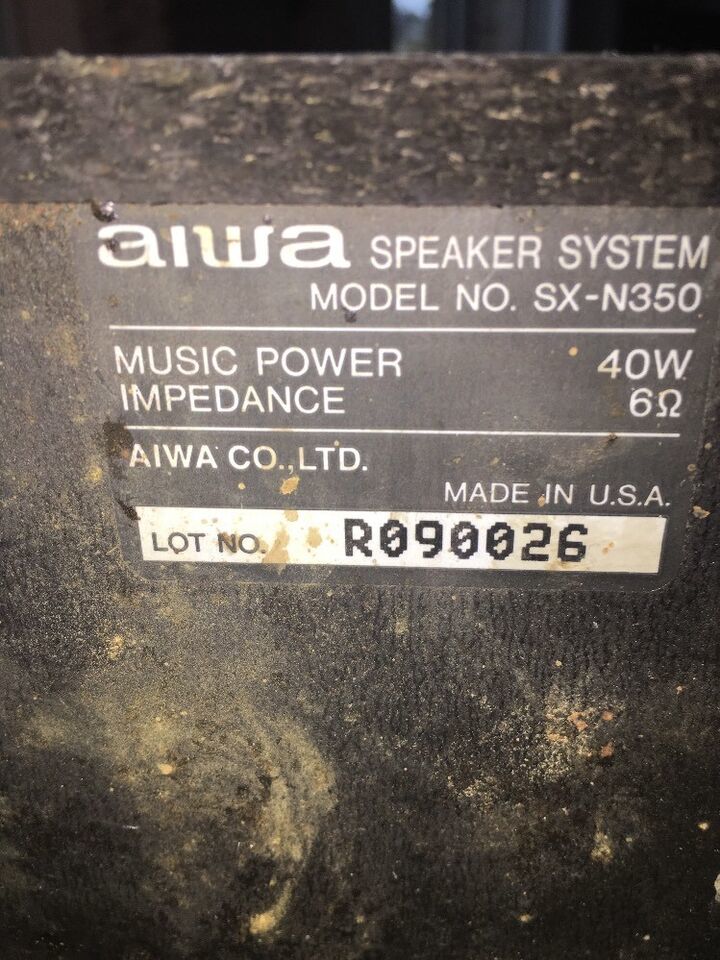 aiwa SPEAKER SYSTEM
MODEL NO. SX-N350
MUSIC POWER 40W
IMPEDANCE 6Ω
AIWA CO.,LTD.
MADE IN U.S.A.
LOT NO. R090026